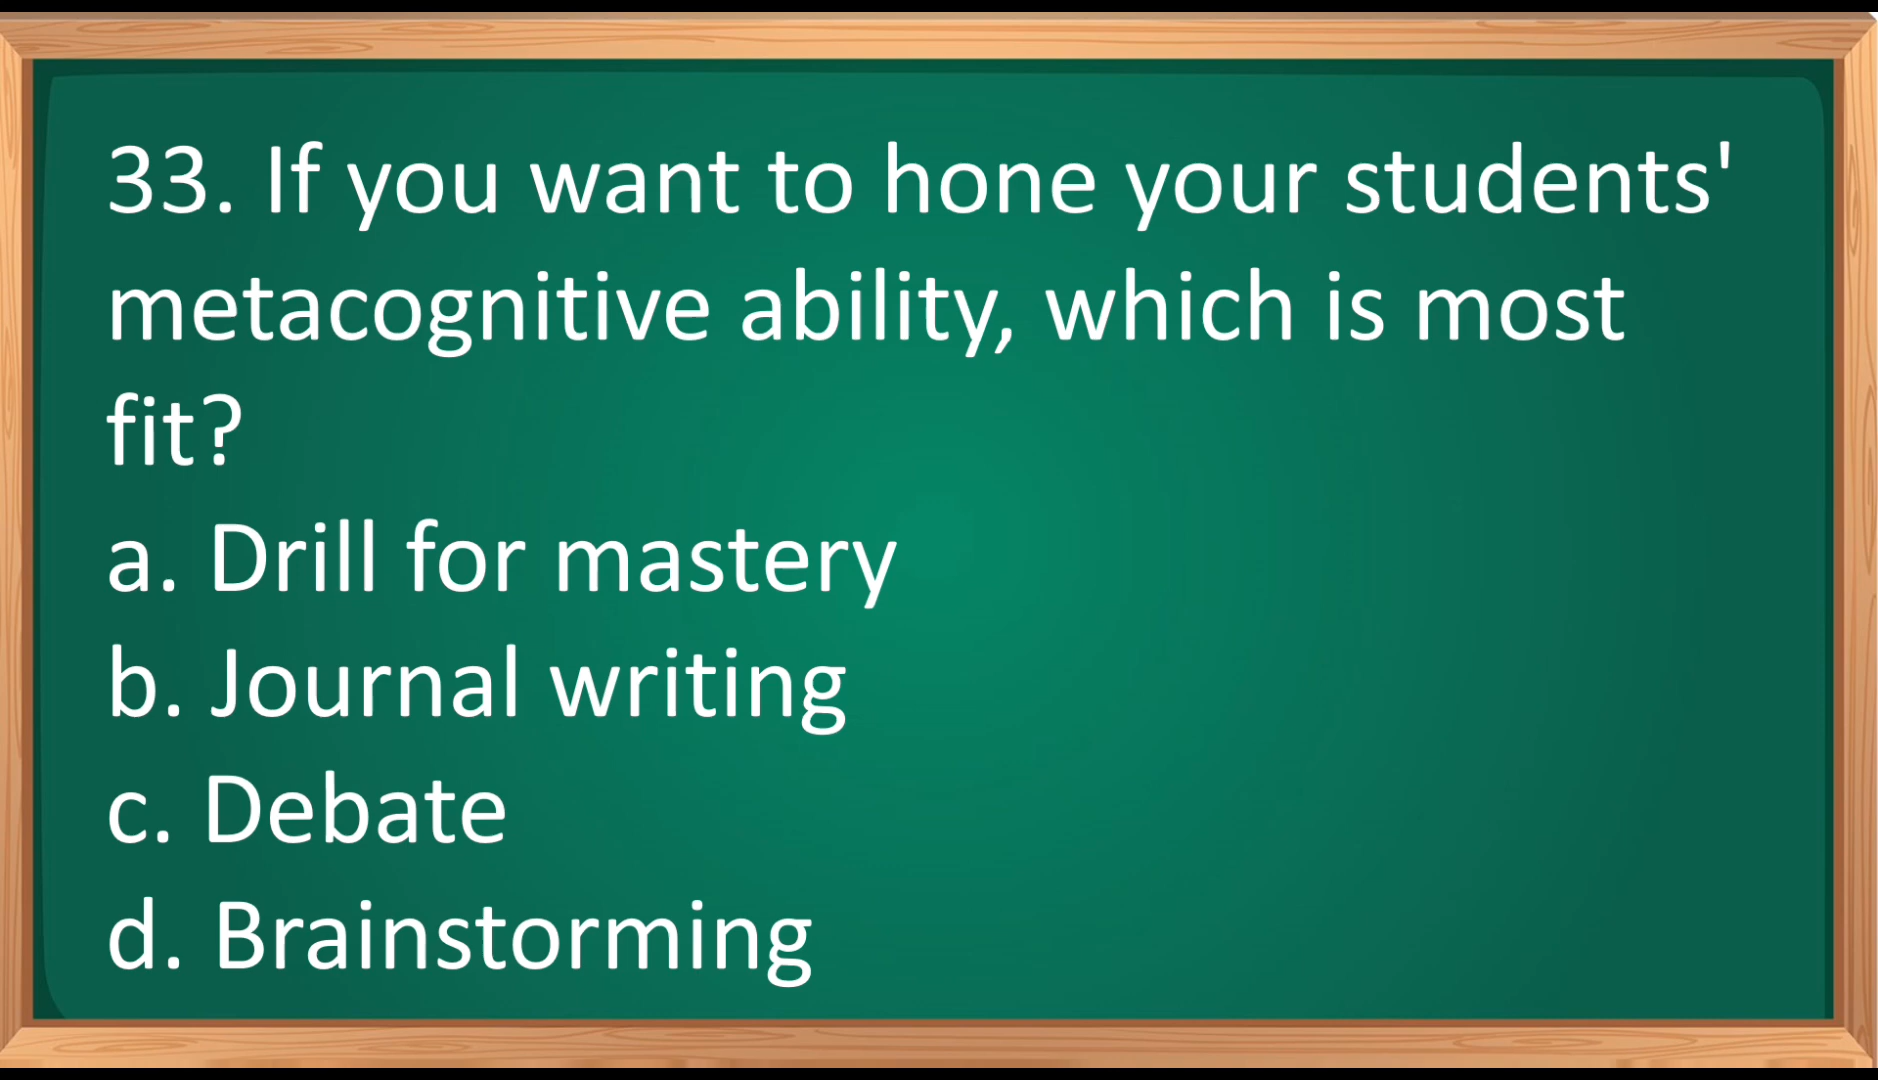 33. If you want to hone your students'
metacognitive ability, which is most
fit?
a. Drill for mastery
b. Journal writing
c. Debate
d. Brainstorming